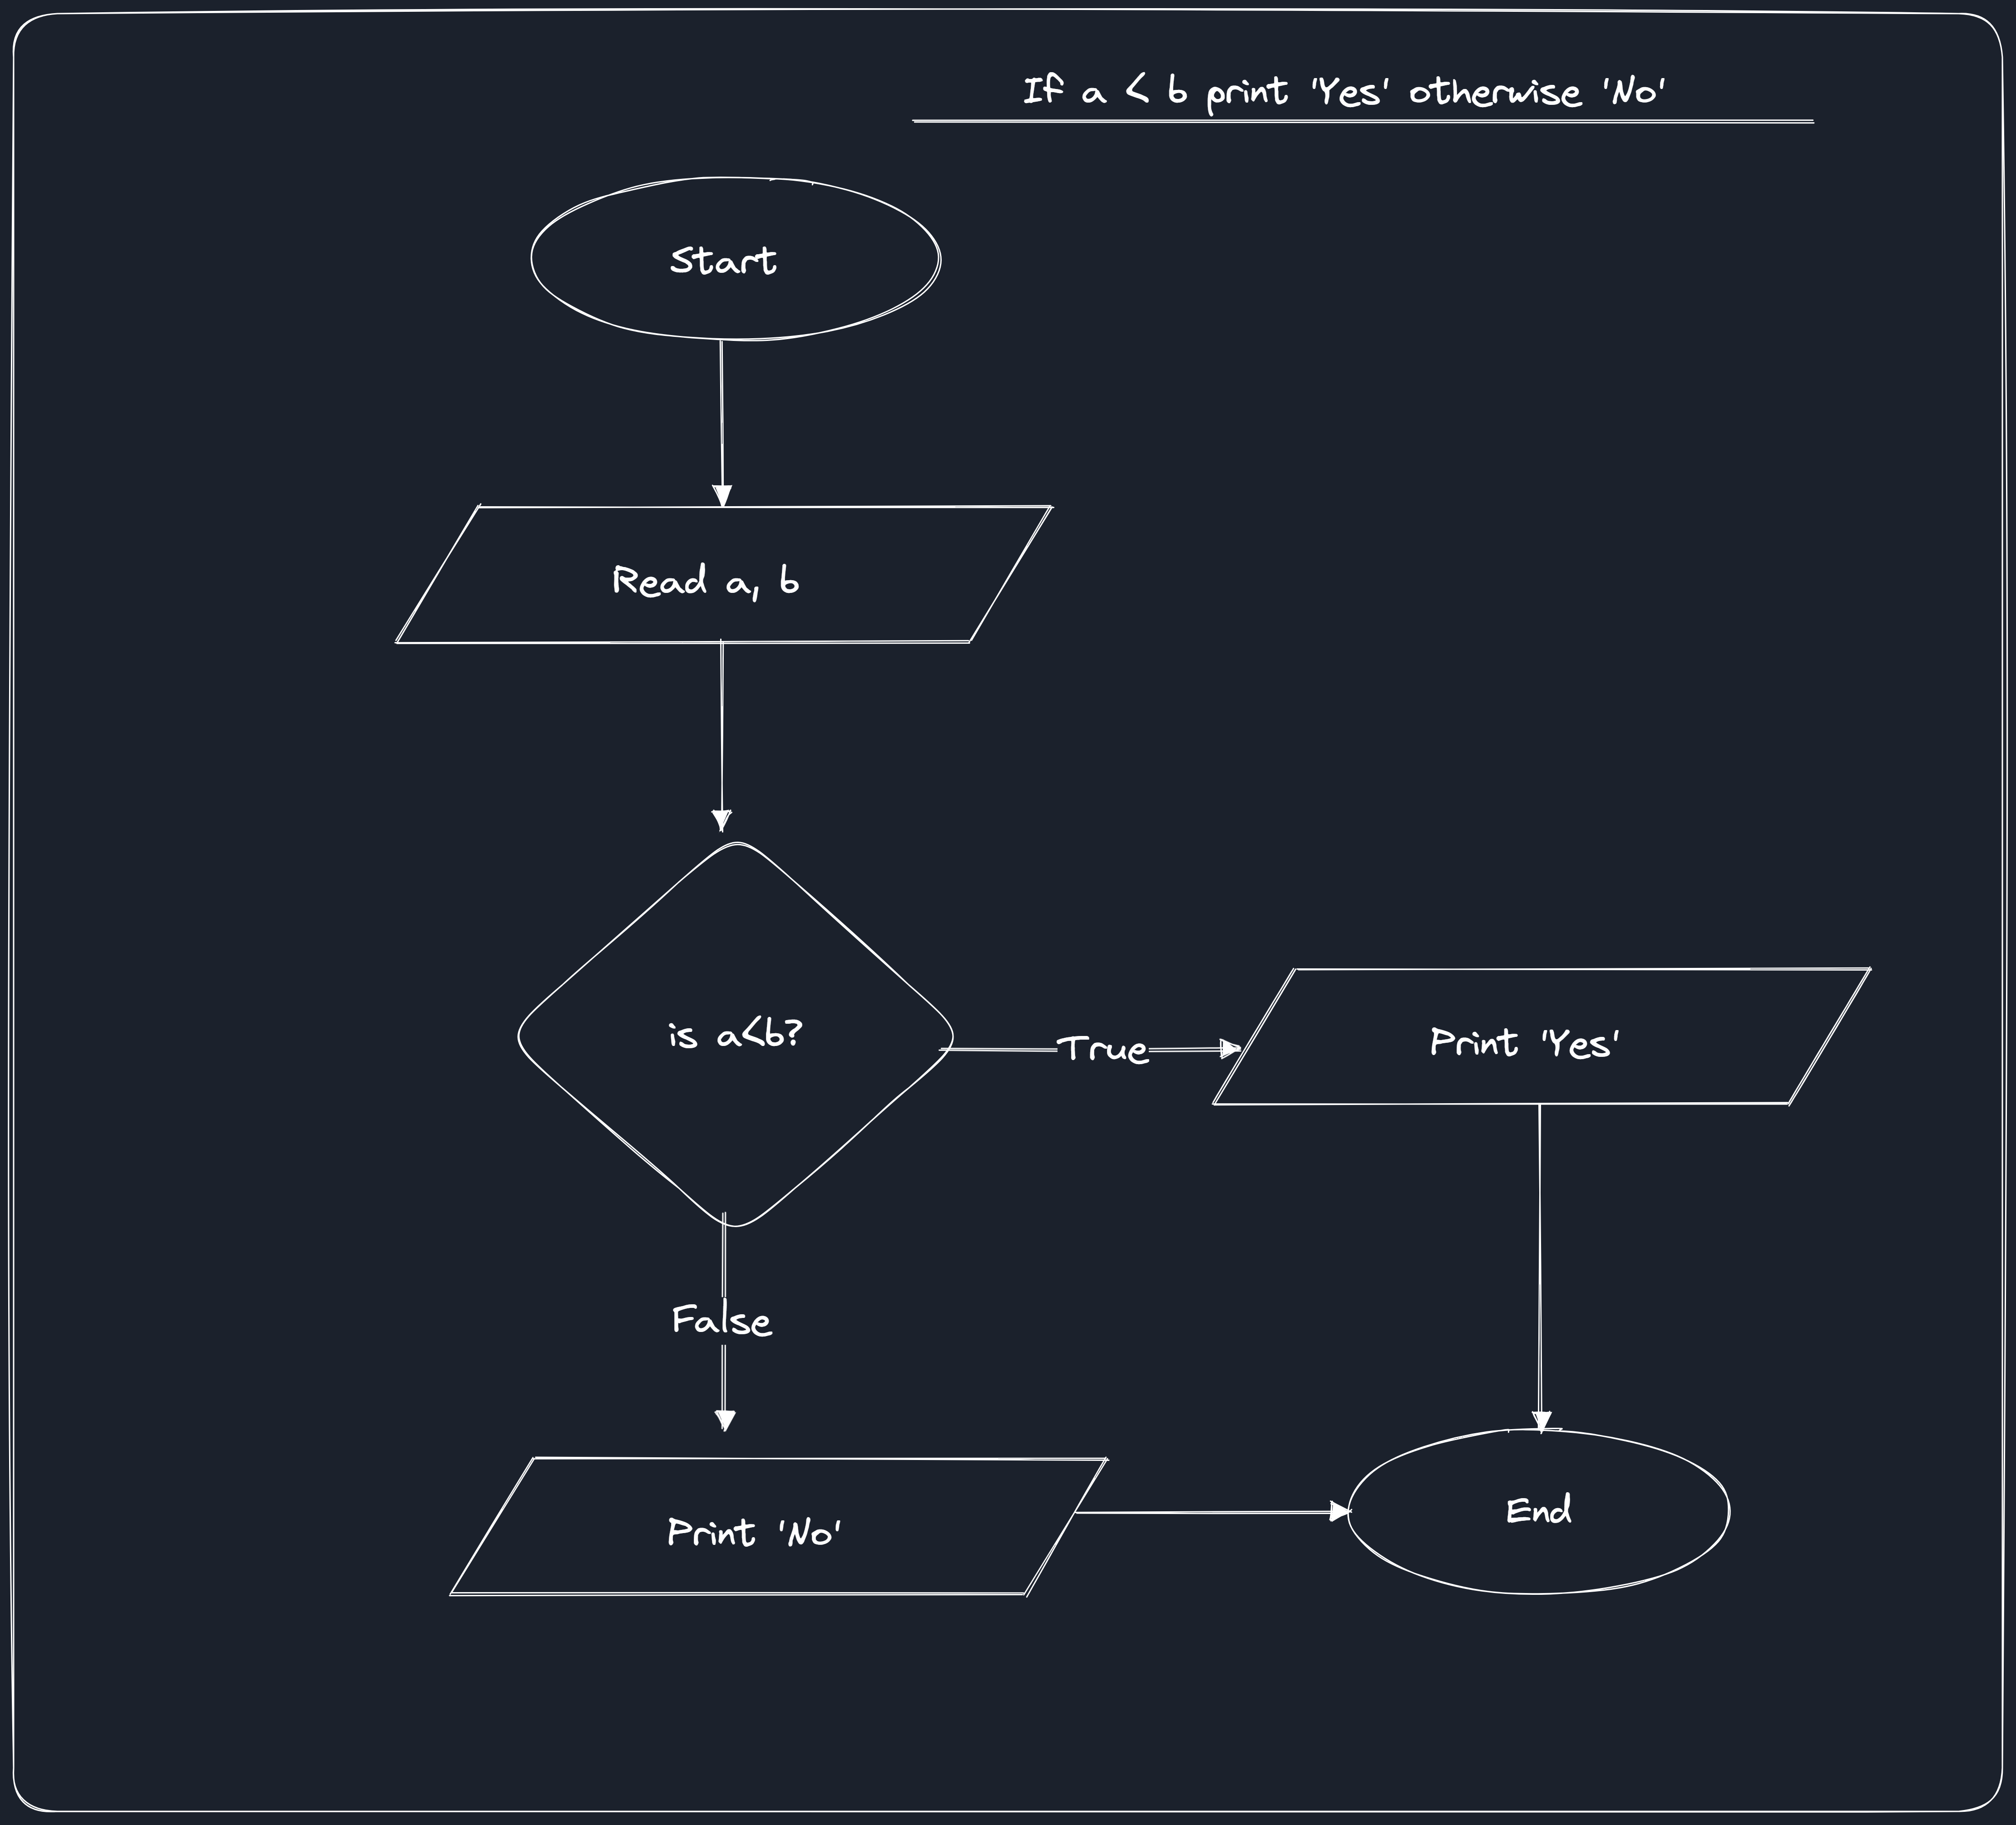 If a < b print 'Yes' otherwise 'No'
Start
Read a, b
is a<b?
True
Print 'Yes'
False
Print 'No'
End